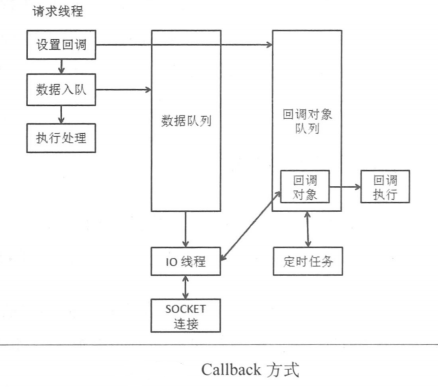 请求线程
设置回调
数据入队
执行处理
数据队列
回调对象
队列
回调
对象
回调
执行
IO 线程
定时任务
SOCKET
连接
Callback 方式